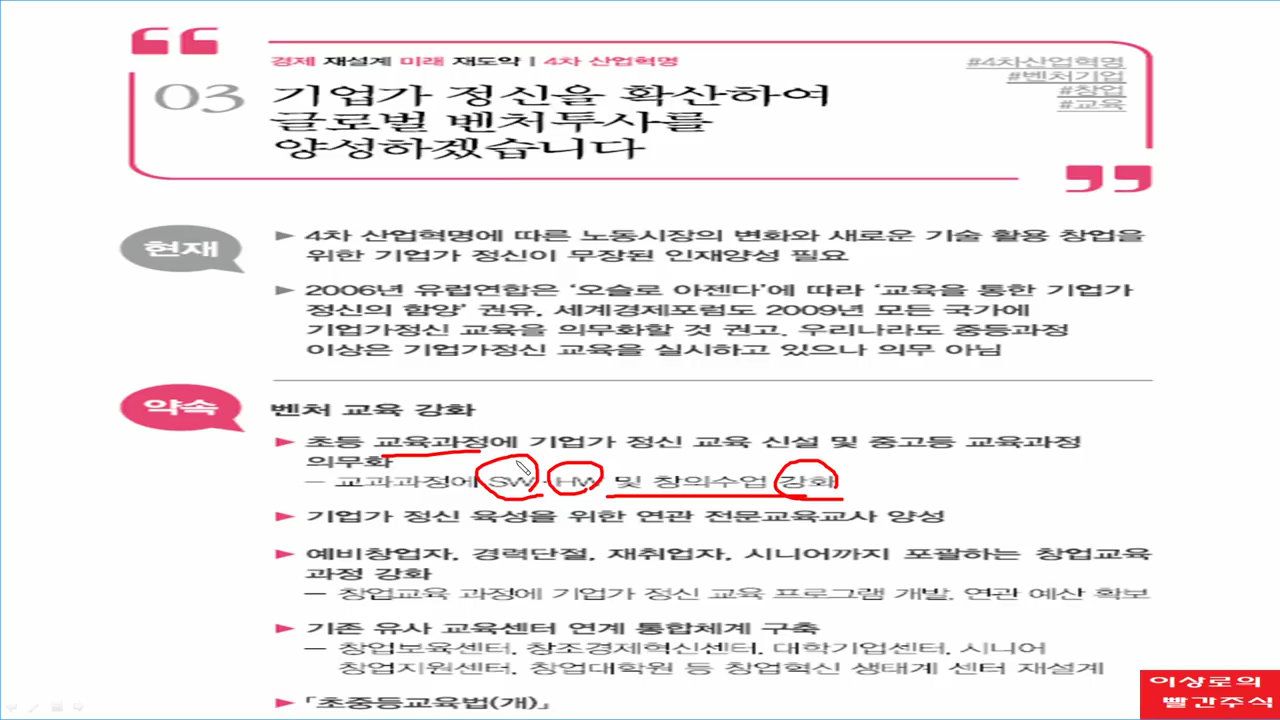 경제 재설계 미래 재도약 | 4차 산업혁명
#4차산업혁명
#벤처기업
#창업
#교육
03 기업가 정신을 확산하여
글로벌 벤처투사를
양성하겠습니다
현재
▶ 4차 산업혁명에 따른 노동시장의 변화와 새로운 기술 활용 창업을
위한 기업가 정신이 무장된 인재양성 필요
▶ 2006년 유럽연합은 ‘오슬로 아젠다’에 따라 ‘교육을 통한 기업가
정신의 함양’ 권유, 세계경제포럼도 2009년 모든 국가에
기업가정신 교육을 의무화할 것 권고, 우리나라도 중등과정
이상은 기업가정신 교육을 실시하고 있으나 의무 아님
약속
벤처 교육 강화
▶ 초등 교육과정에 기업가 정신 교육 신설 및 중고등 교육과정
의무화
– 교과과정에 SW·HW 및 창의수업 강화
▶ 기업가 정신 육성을 위한 연관 전문교육교사 양성
▶ 예비창업자, 경력단절, 재취업자, 시니어까지 포괄하는 창업교육
과정 강화
– 창업교육 과정에 기업가 정신 교육 프로그램 개발, 연관 예산 확보
▶ 기존 유사 교육센터 연계 통합체계 구축
– 창업보육센터, 창조경제혁신센터, 대학기업센터, 시니어
창업지원센터, 창업대학원 등 창업혁신 생태계 센터 재설계
▶ 「초중등교육법(개)」
이상로의
빨간주식